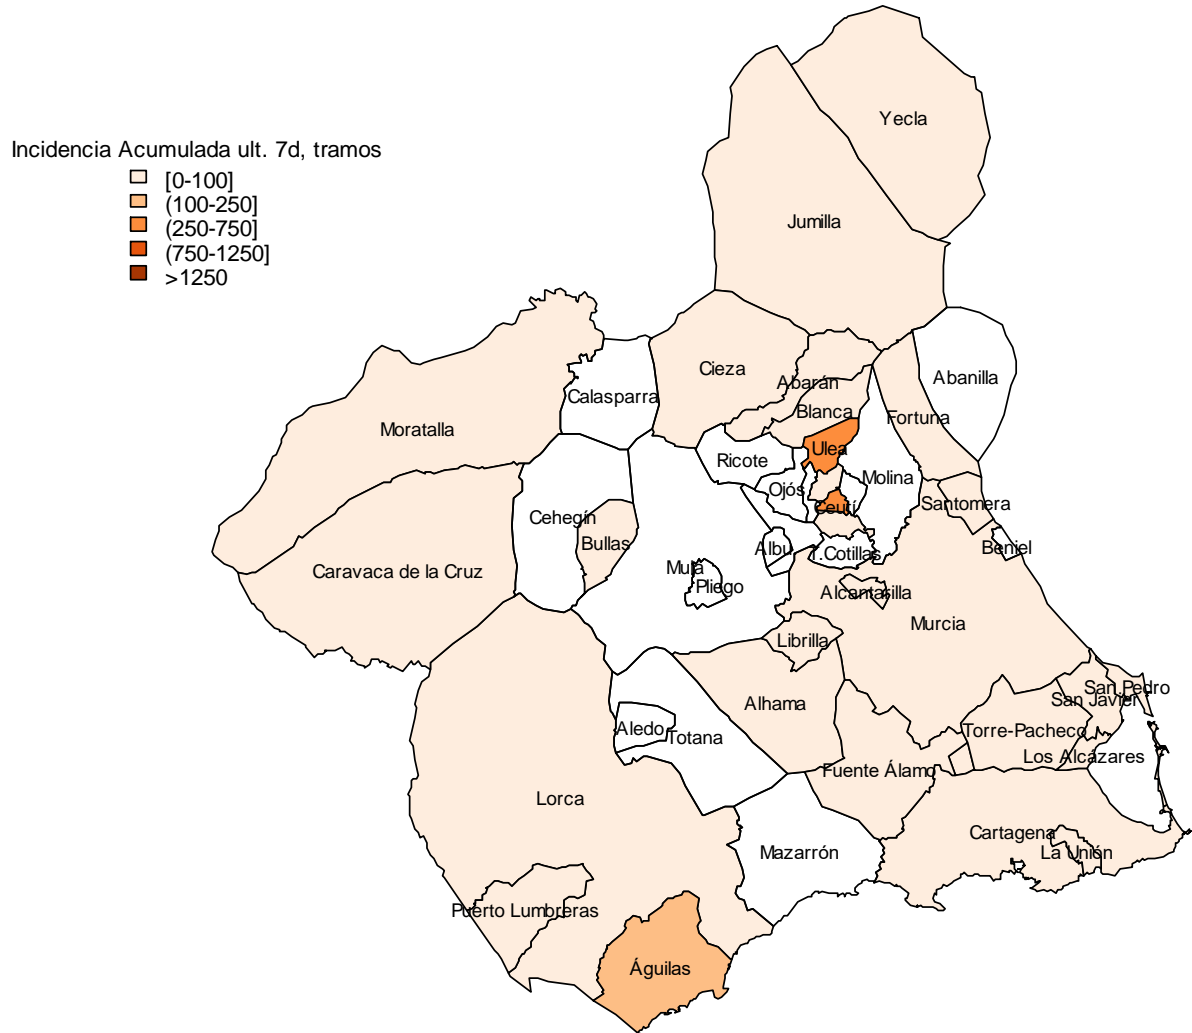 Incidencia Acumulada ult. 7d, tramos
[0-100]
(100-250]
(250-750]
(750-1250]
>1250
Yecla
Jumilla
Cieza
Abarán
Abanilla
Calasparra
Blanca
Fortuna
Moratalla
Ulea
Ricote
Molina
Ojós
Santomera
Ceutí
Cehegín
Bullas
Albu
T.Cotillas
Beniel
Caravaca de la Cruz
Mula
Pliego
Alcantarilla
Murcia
Librilla
San Pedro
San Javier
Alhama
Aledo
Totana
Torre-Pacheco
Los Alcázares
Fuente Álamo
Lorca
Cartagena
Mazarrón
La Unión
Puerto Lumbreras
Águilas